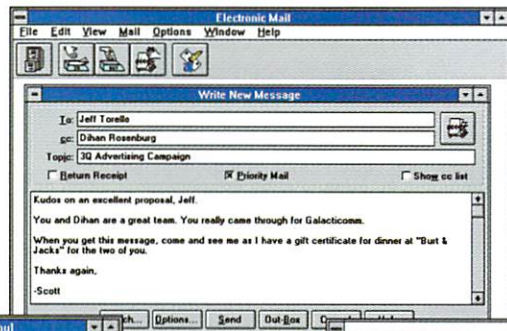 Electronic Mail
File Edit View Mail Options Window Help
Write New Message
To: Jeff Torello
cc: Dihan Rosenburg
Topic: 3Q Advertising Campaign
Return Receipt Priority Mail Show cc list
Kudos on an excellent proposal, Jeff.
You and Dihan are a great team. You really came through for Galacticomm.
When you get this message, come and see me as I have a gift certificate for dinner at "Burt &
Jacks" for the two of you.
Thanks again,
-Scott
Options... Send Out-Box